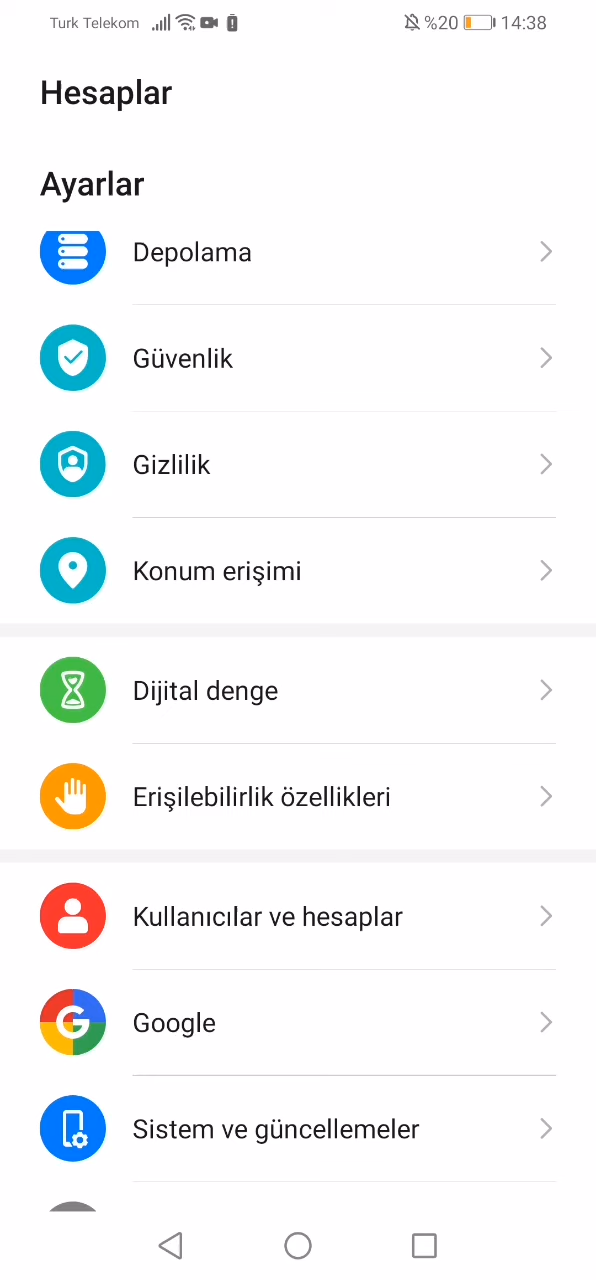 Turk Telekom %20 14:38
Hesaplar
Ayarlar
Depolama
Güvenlik
Gizlilik
Konum erişimi
Dijital denge
Erişilebilirlik özellikleri
Kullanıcılar ve hesaplar
Google
Sistem ve güncellemeler